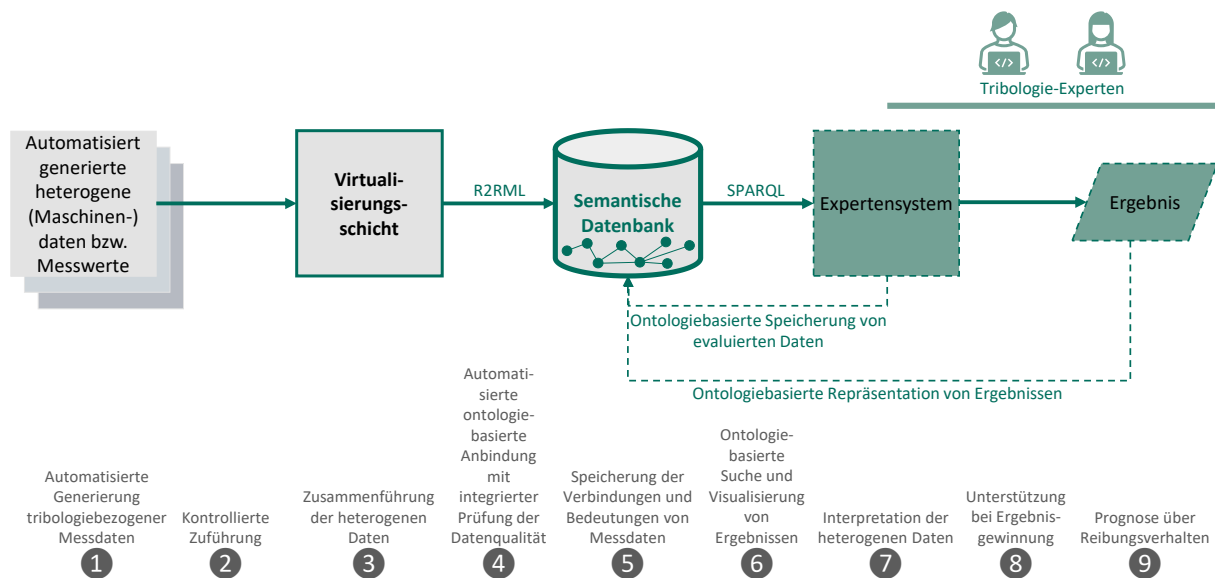 Tribologie-Experten
Automatisiert
generierte
heterogene
(Maschinen-)
daten bzw.
Messwerte
Virtuali-
sierungs-
schicht
R2RML
Semantische
Datenbank
SPARQL
Expertensystem
Ergebnis
Ontologiebasierte Speicherung von
evaluierten Daten
Ontologiebasierte Repräsentation von Ergebnissen
Automatisierte
Generierung
tribologiebezogener
Messdaten
1
Kontrollierte
Zuführung
2
Zusammenführung
der heterogenen
Daten
3
Automati-
sierte
ontologie-
basierte
Anbindung
mit
integrierter
Prüfung der
Datenqualität
4
Speicherung der
Verbindungen und
Bedeutungen von
Messdaten
5
Ontologie-
basierte
Suche und
Visualisierung
von
Ergebnissen
6
Interpretation der
heterogenen Daten
7
Unterstützung
bei Ergebnis-
gewinnung
8
Prognose über
Reibungsverhalten
9